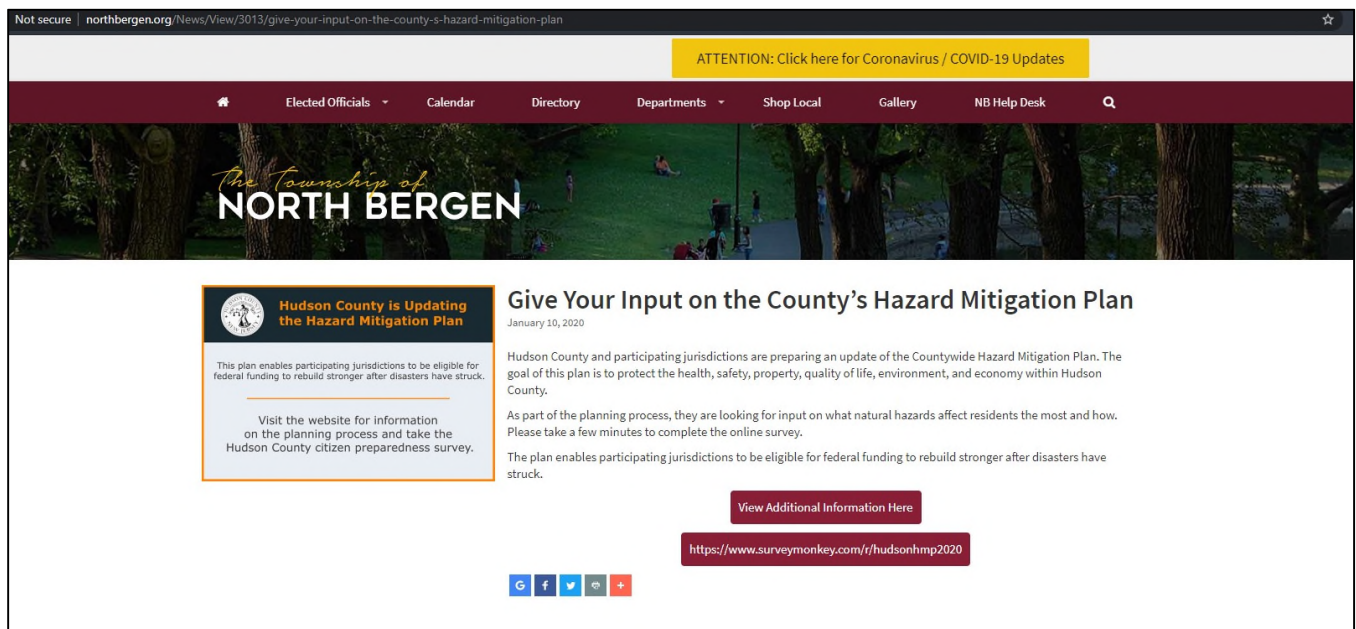 Not secure | northbergen.org/News/View/3013/give-your-input-on-the-county-s-hazard-mitigation-plan
ATTENTION: Click here for Coronavirus / COVID-19 Updates
Elected Officials Calendar Directory Departments Shop Local Gallery NB Help Desk
The Township of
NORTH BERGEN
Hudson County is Updating
the Hazard Mitigation Plan
This plan enables participating jurisdictions to be eligible for
federal funding to rebuild stronger after disasters have struck.
Visit the website for information
on the planning process and take the
Hudson County citizen preparedness survey.
Give Your Input on the County's Hazard Mitigation Plan
January 10, 2020
Hudson County and participating jurisdictions are preparing an update of the Countywide Hazard Mitigation Plan. The
goal of this plan is to protect the health, safety, property, quality of life, environment, and economy within Hudson
County.
As part of the planning process, they are looking for input on what natural hazards affect residents the most and how.
Please take a few minutes to complete the online survey.
The plan enables participating jurisdictions to be eligible for federal funding to rebuild stronger after disasters have
struck.
View Additional Information Here
https://www.surveymonkey.com/r/hudsonhmp2020